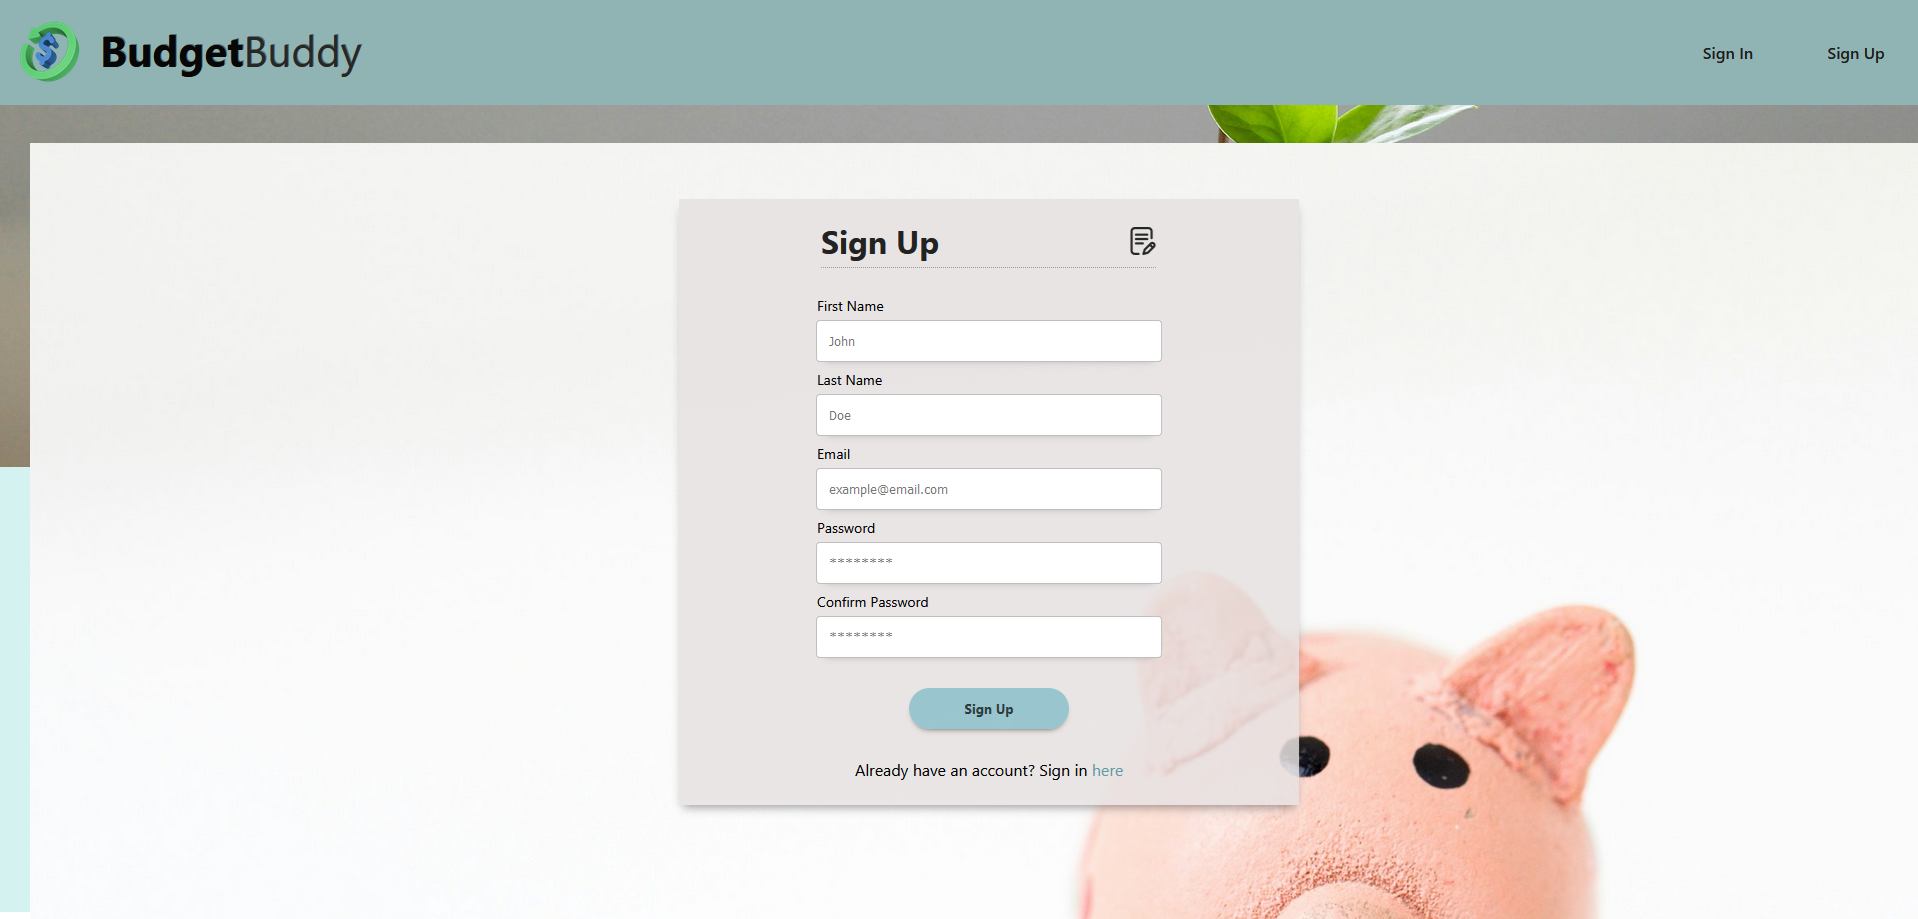 BudgetBuddy
Sign In
Sign Up
Sign Up
First Name
John
Last Name
Doe
Email
example@email.com
Password
********
Confirm Password
********
Sign Up
Already have an account? Sign in here